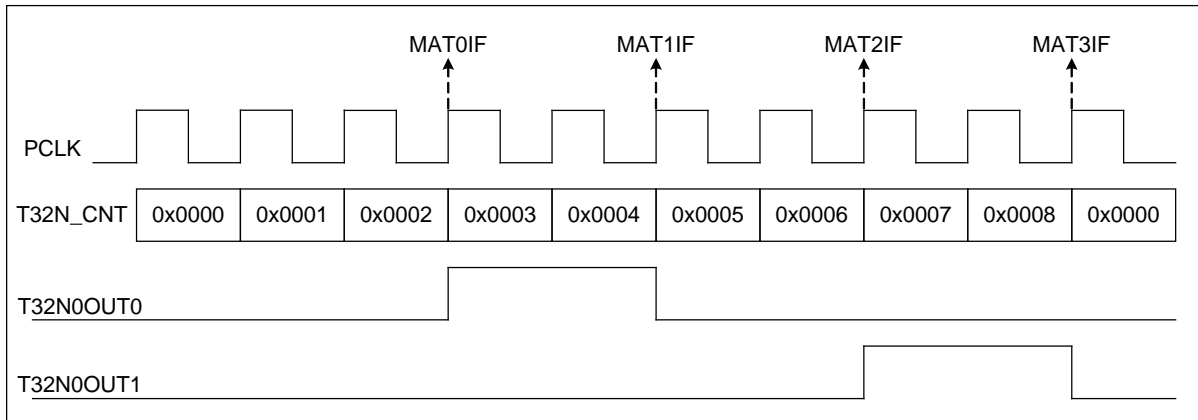 MAT0IF MAT1IF MAT2IF MAT3IF
PCLK
T32N_CNT 0x0000 0x0001 0x0002 0x0003 0x0004 0x0005 0x0006 0x0007 0x0008 0x0000
T32N0OUT0
T32N0OUT1